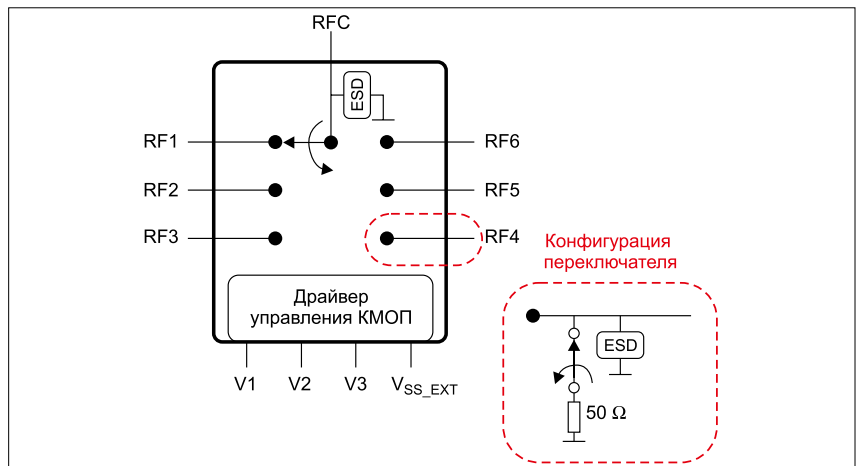 RFC
ESD
RF1
RF6
RF2
RF5
RF3
RF4
Конфигурация
переключателя
Драйвер
управления КМОП
ESD
V1
V2
V3
VSS_EXT
50 Ω